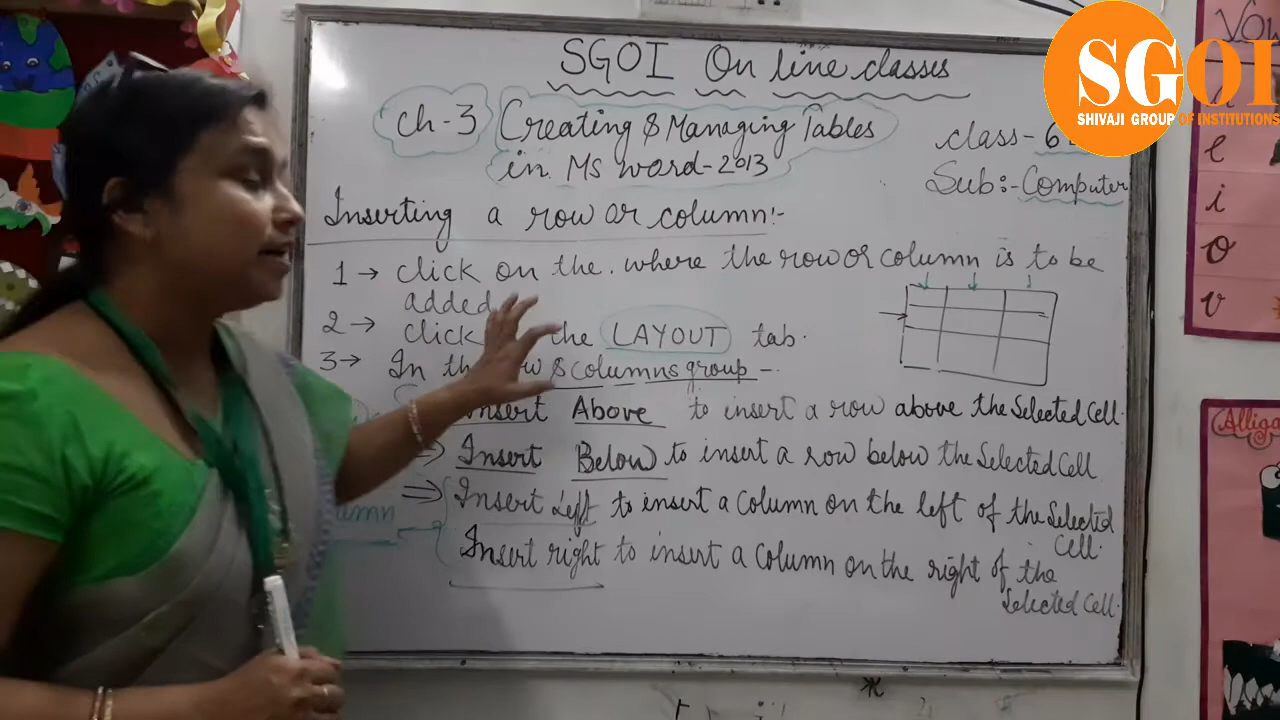 SGOI On line classes
SGOI
SHIVAJI GROUP OF INSTITUTIONS
ch-3 Creating & Managing Tables
in Ms word-2013
class-6
Sub:- Computer
Inserting a row or column:-
1 → click on the. where the row or column is to be
added
2 → click the LAYOUT tab.
3 → In & columns group -
Insert Above to insert a row above the Selected Cell.
⇒ Insert Below to insert a row below the Selected Cell
⇒ Insert Left to insert a Column on the left of the Selected
Cell.
Insert right to insert a Column on the right of the
Selected Cell.
e
i
o